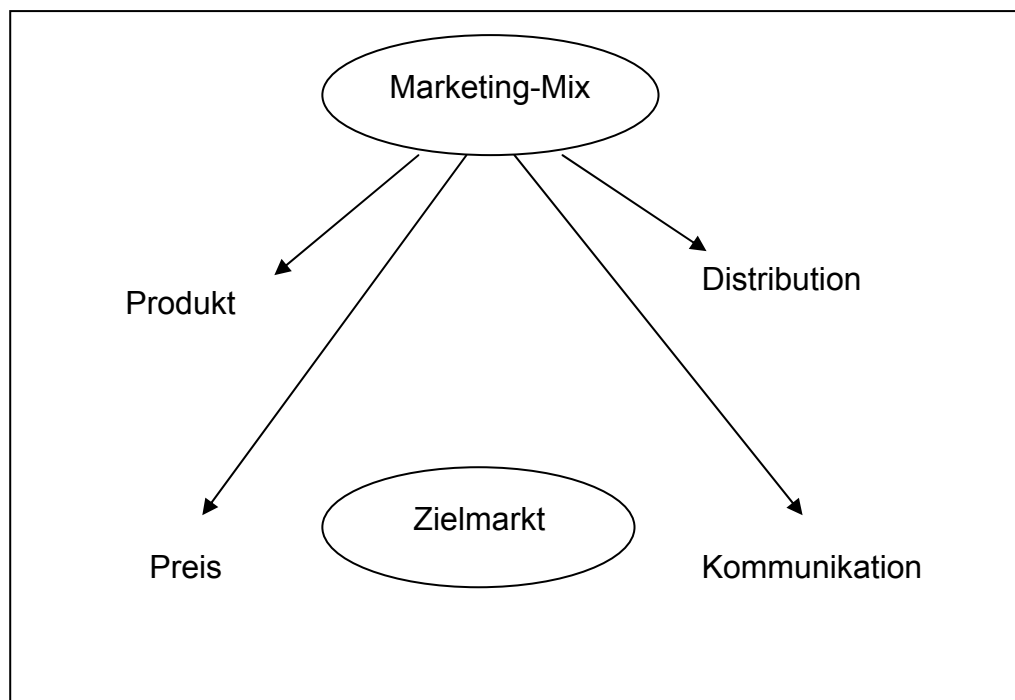 Marketing-Mix
Distribution
Produkt
Zielmarkt
Preis
Kommunikation